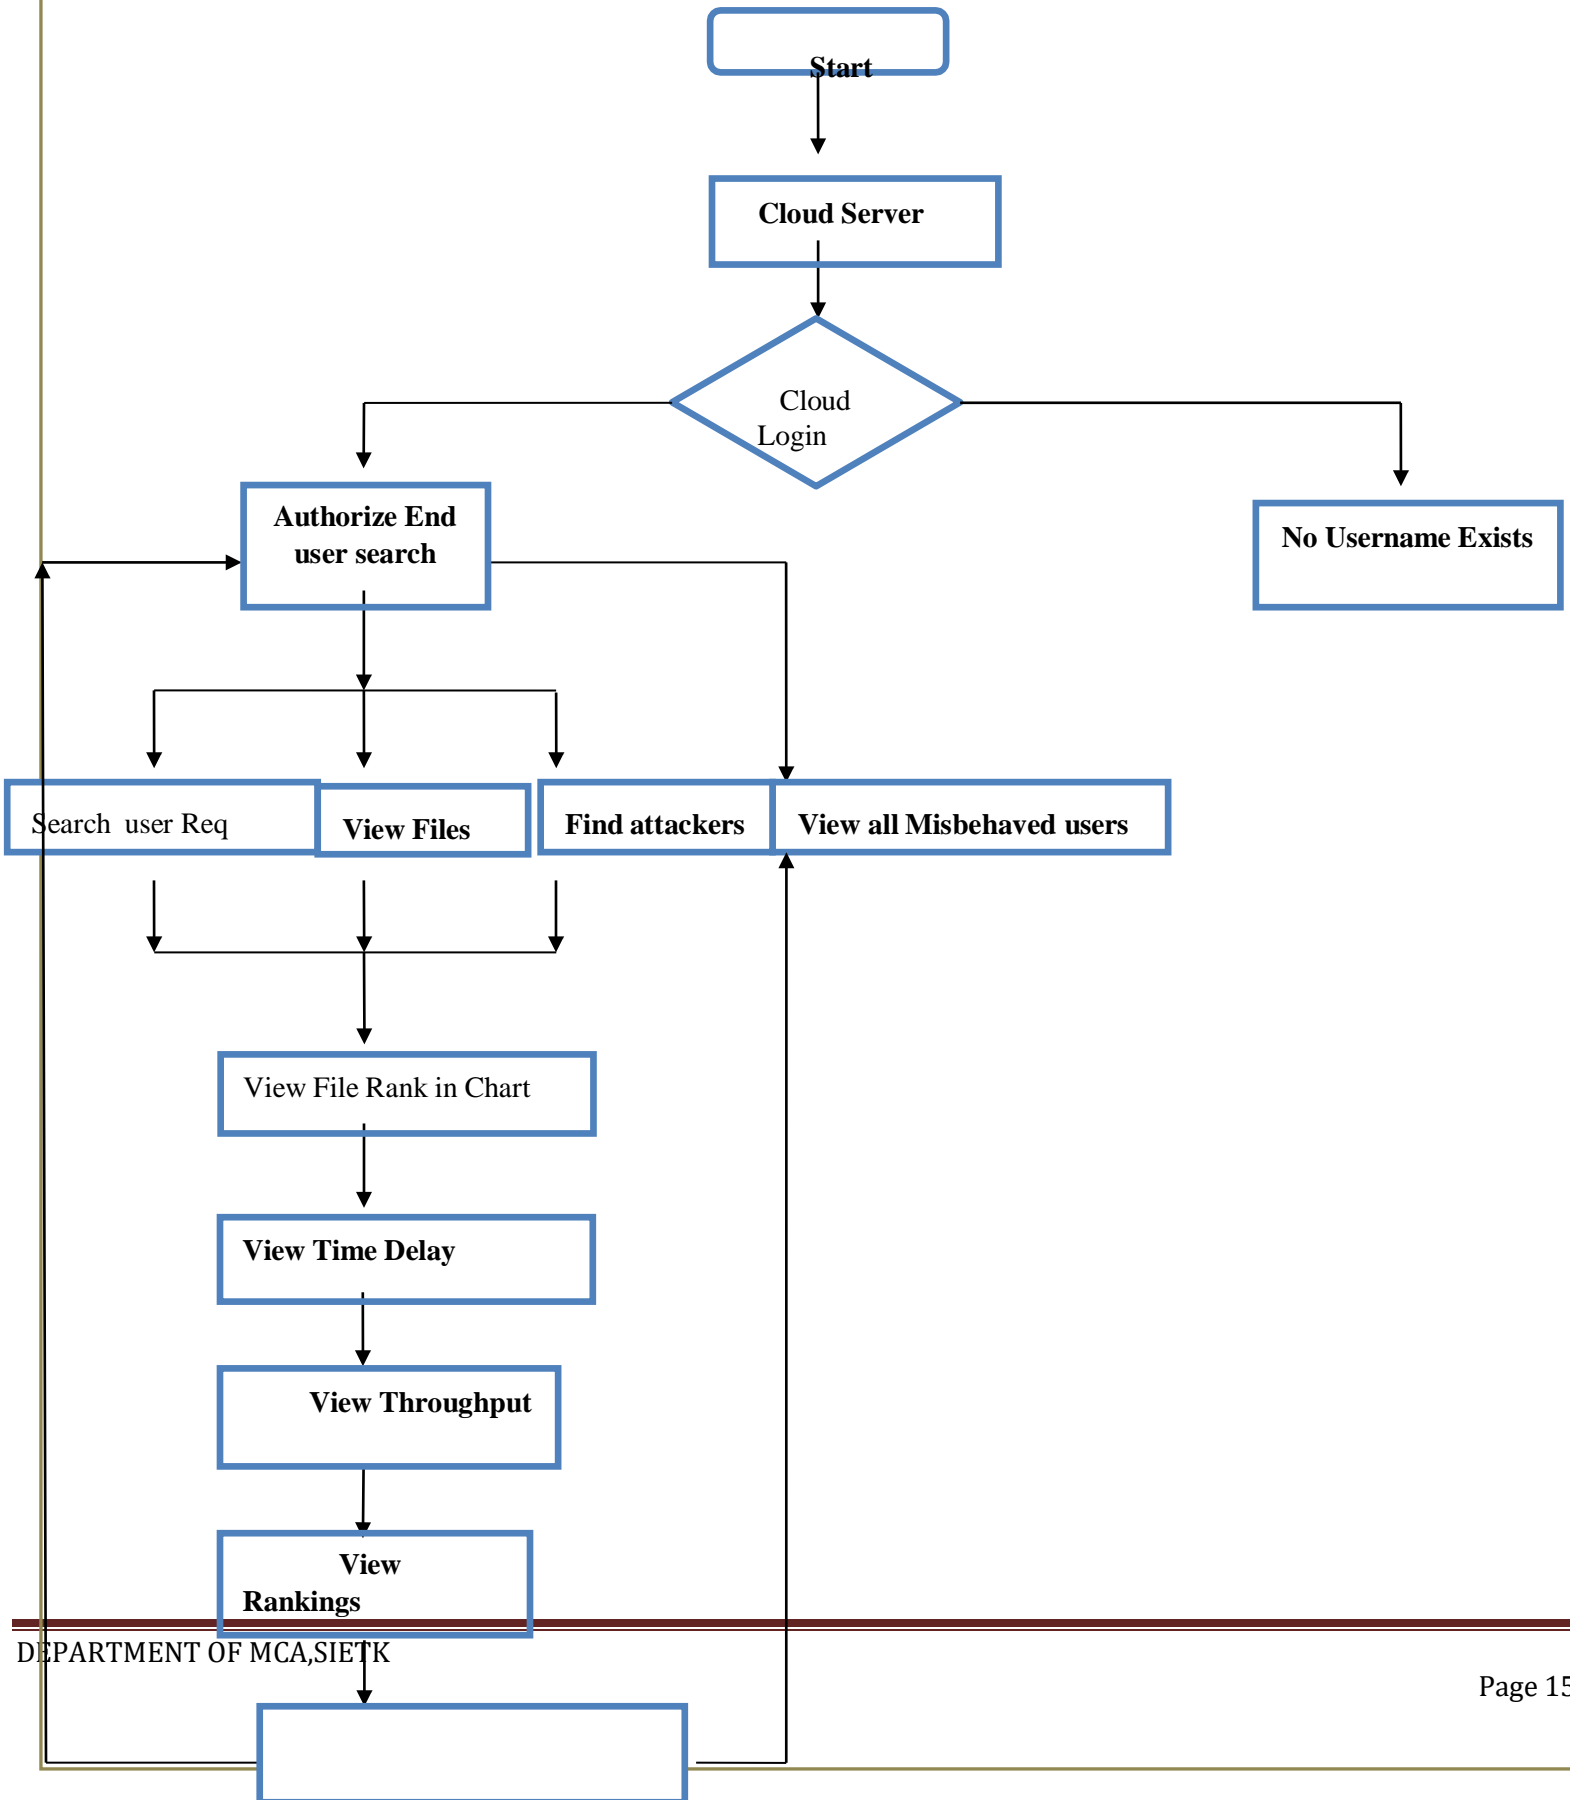 Start
Cloud Server
Cloud
Login
Authorize End
user search
No Username Exists
Search  user Req
View Files
Find attackers
View all Misbehaved users
View File Rank in Chart
View Time Delay
View Throughput
View
Rankings
DEPARTMENT OF MCA,SIETK
Page 15